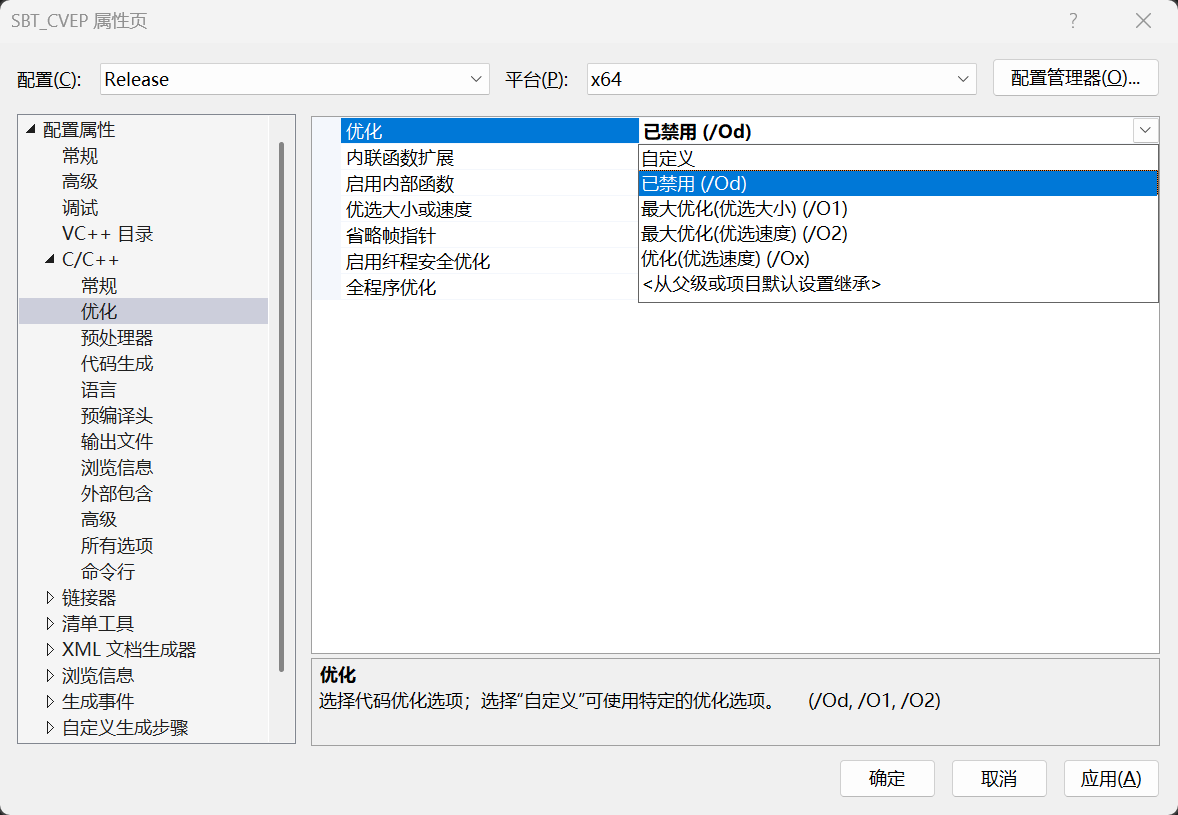 SBT_CVEP 属性页
?
配置(C): Release 平台(P): x64 配置管理器(O)...
配置属性
常规
高级
调试
VC++ 目录
C/C++
常规
优化
预处理器
代码生成
语言
预编译头
输出文件
浏览信息
外部包含
高级
所有选项
命令行
链接器
清单工具
XML 文档生成器
浏览信息
生成事件
自定义生成步骤
优化 已禁用 (/Od)
内联函数扩展
启用内部函数
优选大小或速度
省略帧指针
启用纤程安全优化
全程序优化
自定义
已禁用 (/Od)
最大优化(优选大小) (/O1)
最大优化(优选速度) (/O2)
优化(优选速度) (/Ox)
<从父级或项目默认设置继承>
优化
选择代码优化选项；选择“自定义”可使用特定的优化选项。 (/Od, /O1, /O2)
确定 取消 应用(A)